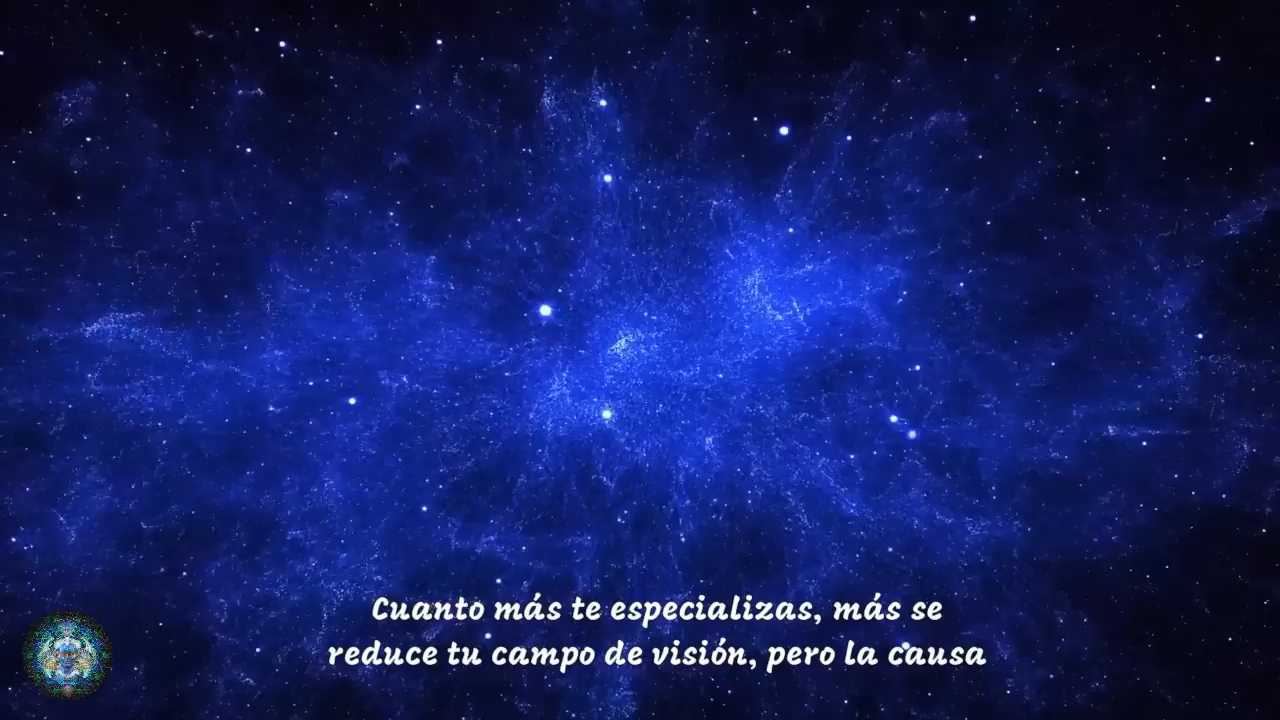 Cuanto más te especializas, más se
reduce tu campo de visión, pero la causa